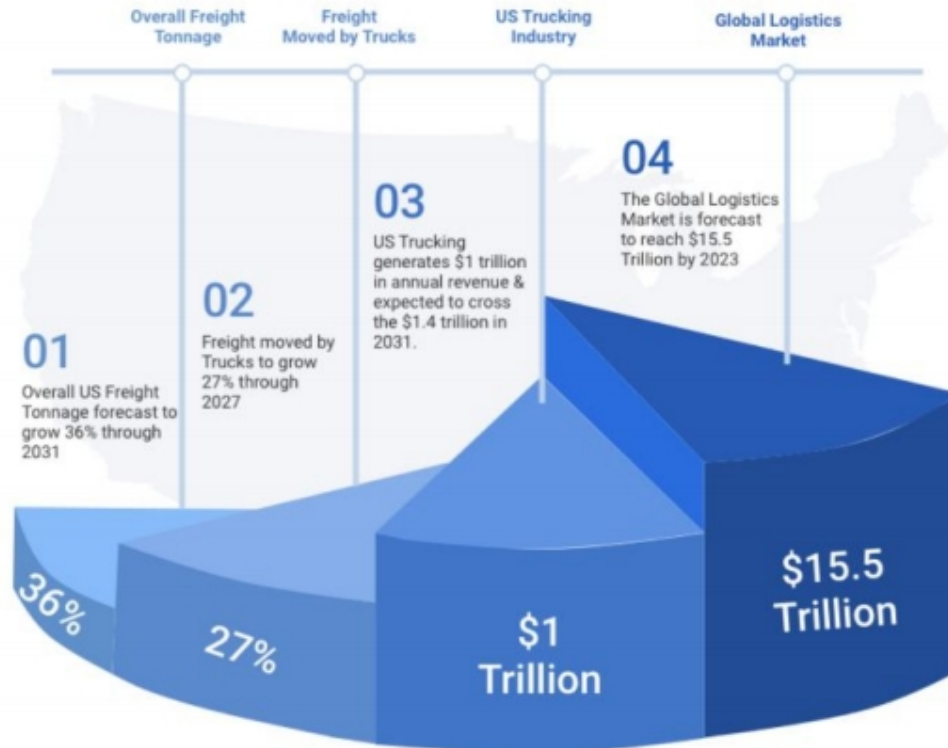 Overall Freight
Tonnage
Freight
Moved by Trucks
US Trucking
Industry
Global Logistics
Market
01
Overall US Freight
Tonnage forecast to
grow 36% through
2031
02
Freight moved by
Trucks to grow
27% through
2027
03
US Trucking
generates $1 trillion
in annual revenue &
expected to cross
the $1.4 trillion in
2031.
04
The Global Logistics
Market is forecast
to reach $15.5
Trillion by 2023
36%
27%
$1
Trillion
$15.5
Trillion